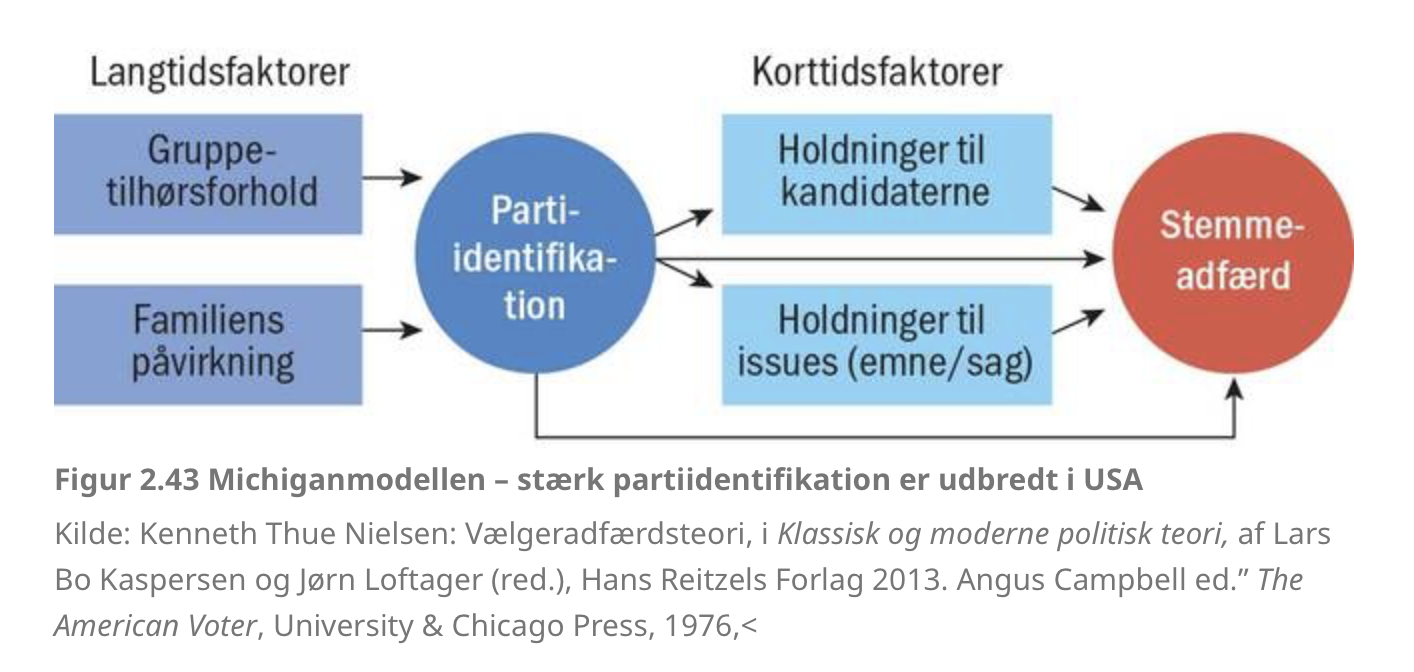 Langtidsfaktorer
Korttidsfaktorer
Gruppe-
tilhørsforhold
Familiens
påvirkning
Parti-
identifika-
tion
Holdninger til
kandidaterne
Holdninger til
issues (emne/sag)
Stemme-
adfærd
Figur 2.43 Michiganmodellen – stærk partiidentifikation er udbredt i USA
Kilde: Kenneth Thue Nielsen: Vælgeradfærdsteori, i Klassisk og moderne politisk teori, af Lars
Bo Kaspersen og Jørn Loftager (red.), Hans Reitzels Forlag 2013. Angus Campbell ed.” The
American Voter, University & Chicago Press, 1976,<